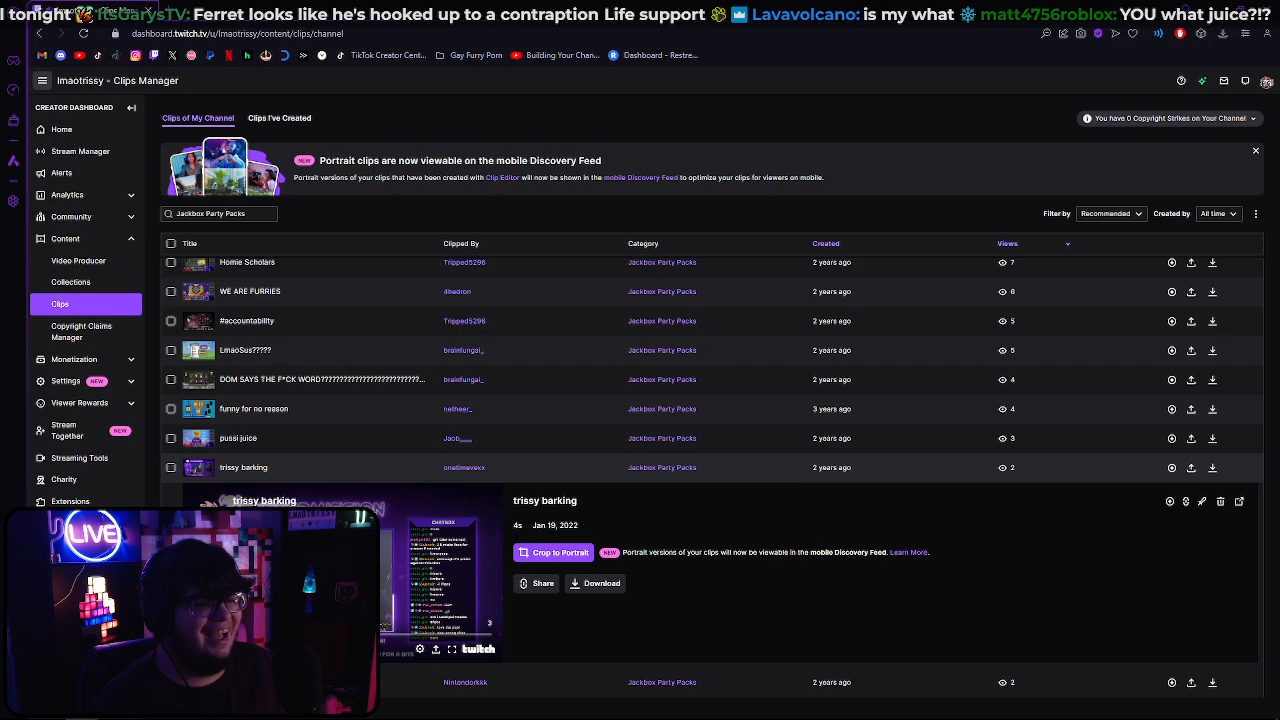 I tonight ItsGarysTV: Ferret looks like he's hooked up to a contraption Life support Lavavolcano: is my what matt4756roblox: YOU what juice?!?
dashboard.twitch.tv/u/lmaotrissy/content/clips/channel
TikTok Creator Cent... Gay Furry Porn Building Your Chan... Dashboard - Restre...
lmaotrissy - Clips Manager
CREATOR DASHBOARD
Home
Stream Manager
Alerts
Analytics
Community
Content
Video Producer
Collections
Clips
Copyright Claims
Manager
Monetization
Settings NEW
Viewer Rewards
Stream
Together NEW
Streaming Tools
Charity
Extensions
Clips of My Channel Clips I've Created
You have 0 Copyright Strikes on Your Channel
NEW Portrait clips are now viewable on the mobile Discovery Feed
Portrait versions of your clips that have been created with Clip Editor will now be shown in the mobile Discovery Feed to optimize your clips for viewers on mobile.
Jackbox Party Packs
Filter by Recommended Created by All time
Title Clipped By Category Created Views
Homie Scholars Tripped5296 Jackbox Party Packs 2 years ago 7
WE ARE FURRIES 4hedron Jackbox Party Packs 2 years ago 6
#accountability Tripped5296 Jackbox Party Packs 2 years ago 5
LmaoSus????? brainfungai_ Jackbox Party Packs 2 years ago 5
DOM SAYS THE F*CK WORD??????????????????????????... brainfungai_ Jackbox Party Packs 2 years ago 4
funny for no reason netheer_ Jackbox Party Packs 3 years ago 4
pussi juice Jaob___ Jackbox Party Packs 2 years ago 3
trissy barking onetimevexx Jackbox Party Packs 2 years ago 2
trissy barking
CHATBOX
3
twitch
FOR 0 BITS
trissy barking
4s Jan 19, 2022
Crop to Portrait NEW Portrait versions of your clips will now be viewable in the mobile Discovery Feed. Learn More.
Share Download
Nintendorkkk Jackbox Party Packs 2 years ago 2
LIVE